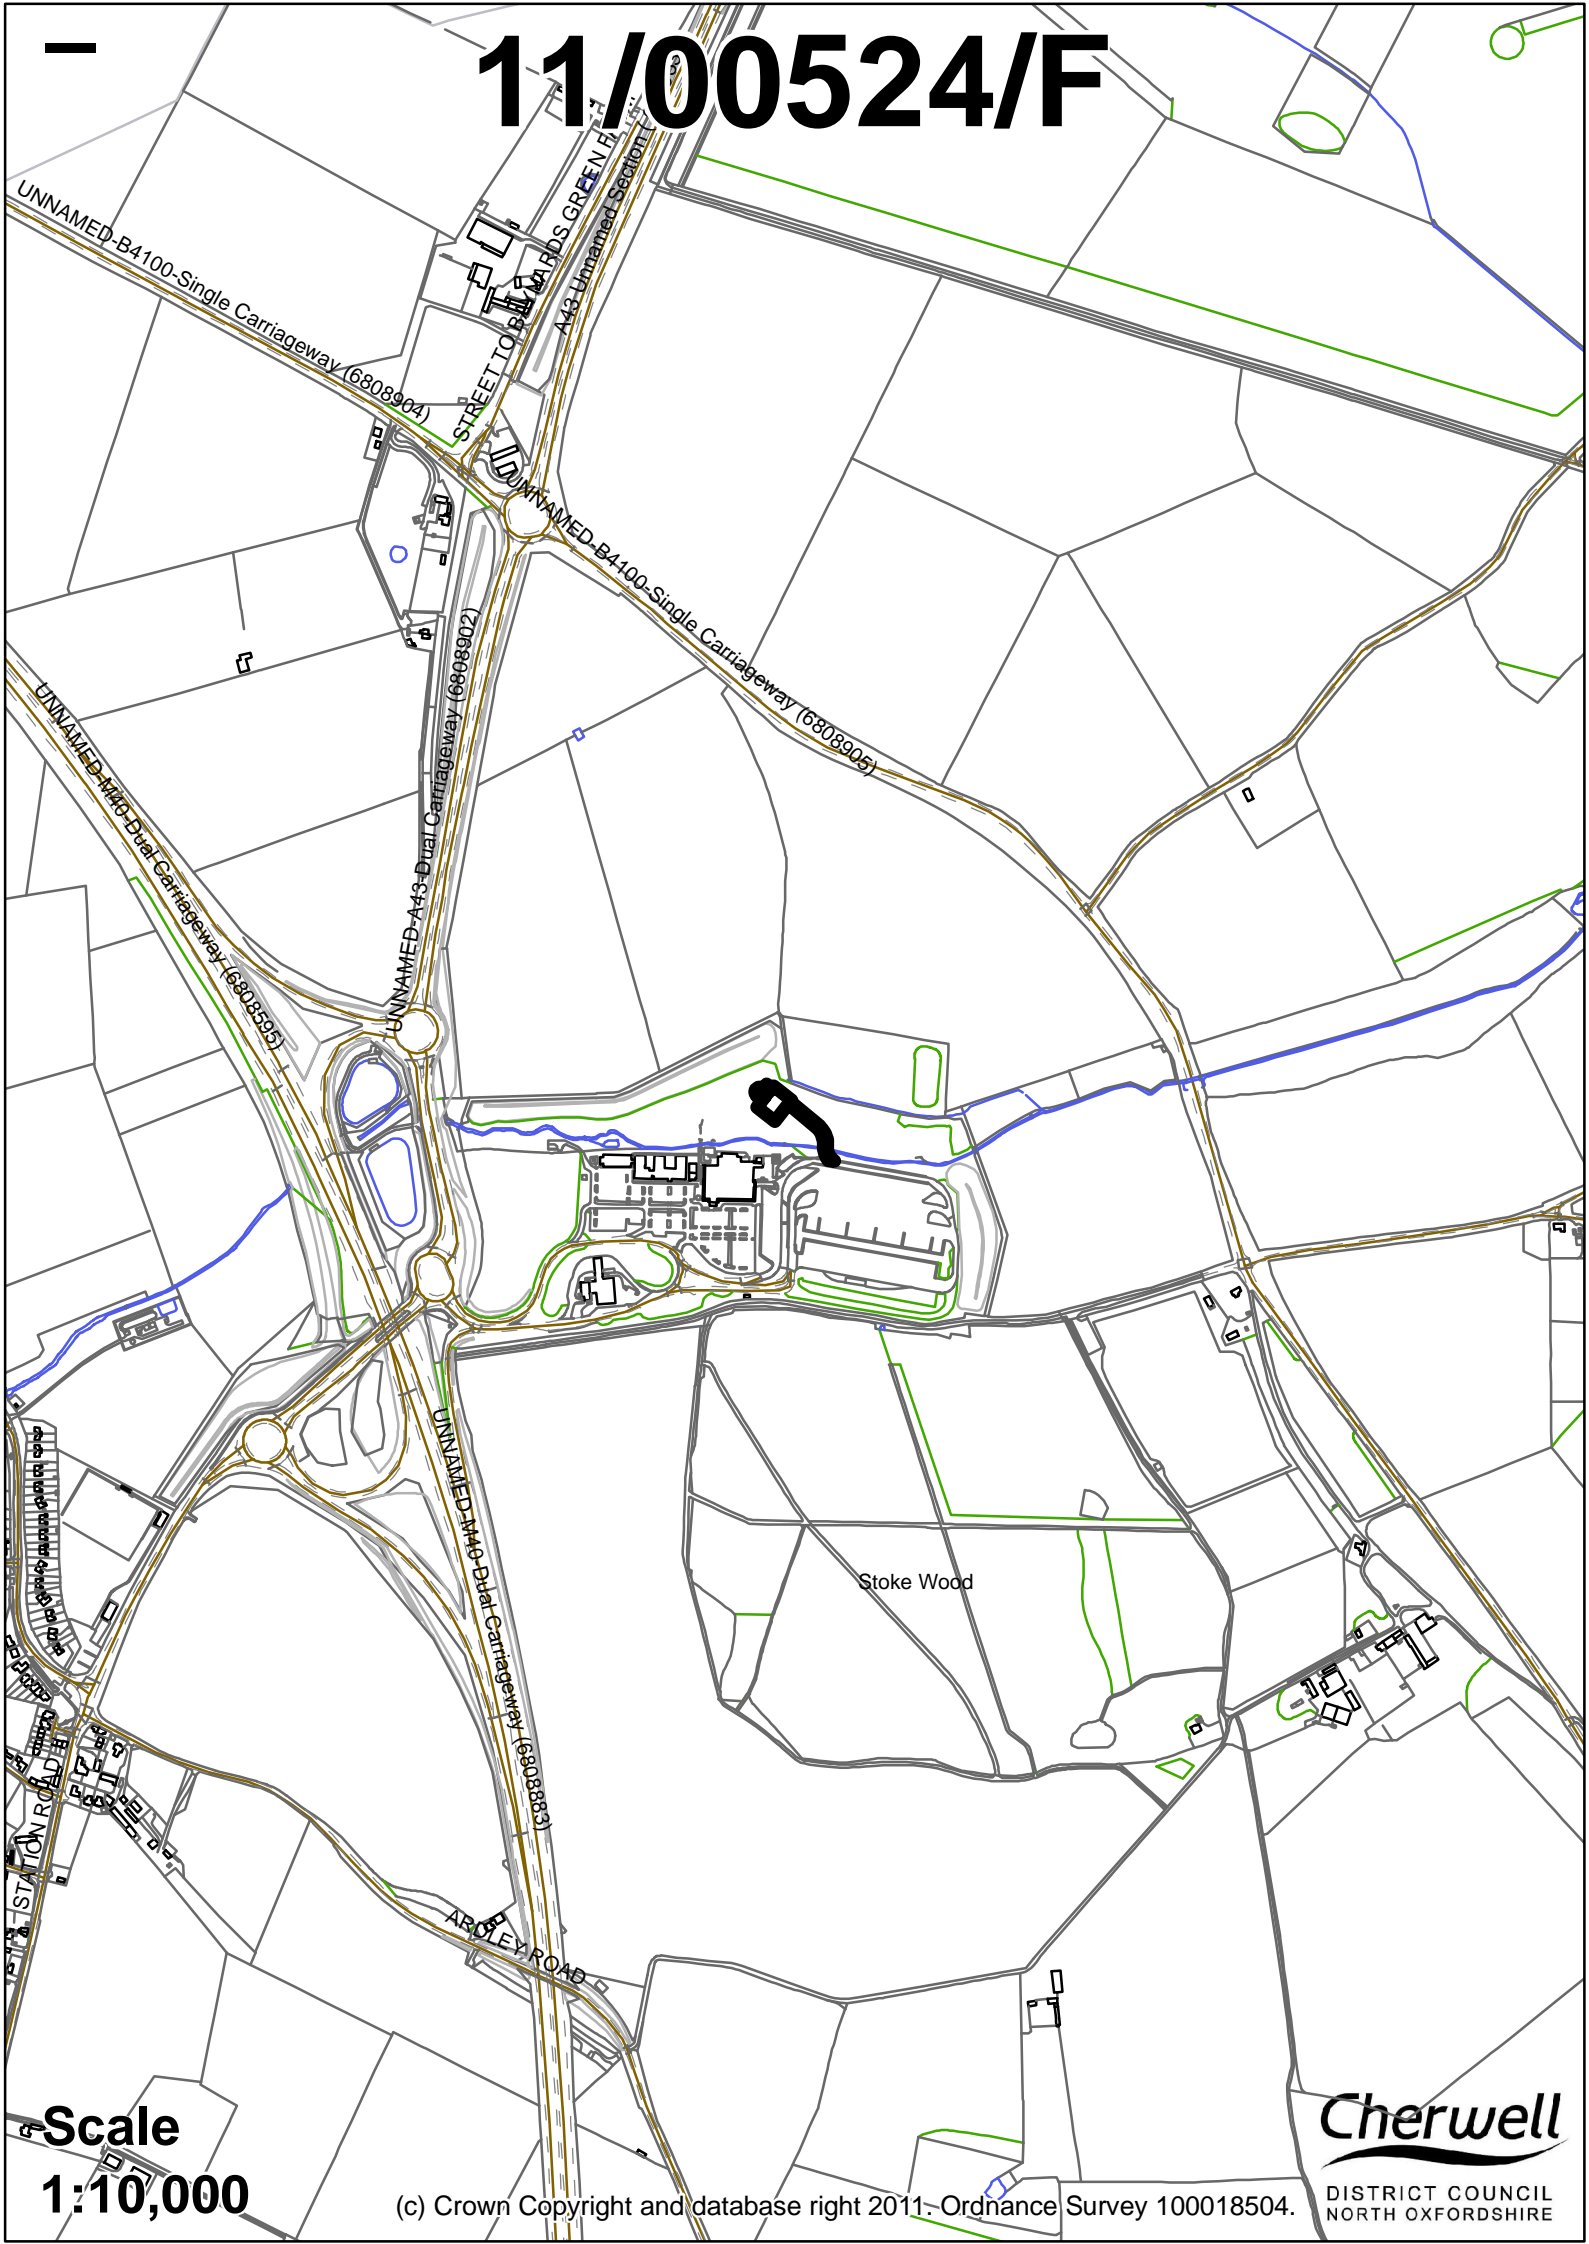 11/00524/F
UNNAMED-B4100-Single Carriageway (6808904)
A43 Unnamed Section (
UNNAMED-B4100-Single Carriageway (6808905)
UNNAMED-A43-Dual Carriageway (6808902)
UNNAMED-M40-Dual Carriageway (6808595)
UNNAMED-M40-Dual Carriageway (6808883)
Stoke Wood
STATION ROAD
ARDLEY ROAD
Scale
1:10,000
(c) Crown Copyright and database right 2011. Ordnance Survey 100018504.
Cherwell
DISTRICT COUNCIL
NORTH OXFORDSHIRE
STREET TO
GREEN